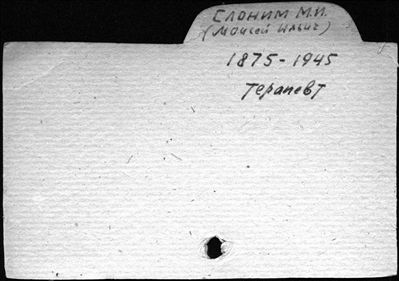 СЛОНИМ М.И.
(Моисей Ильич)
1875-1945
Терапевт